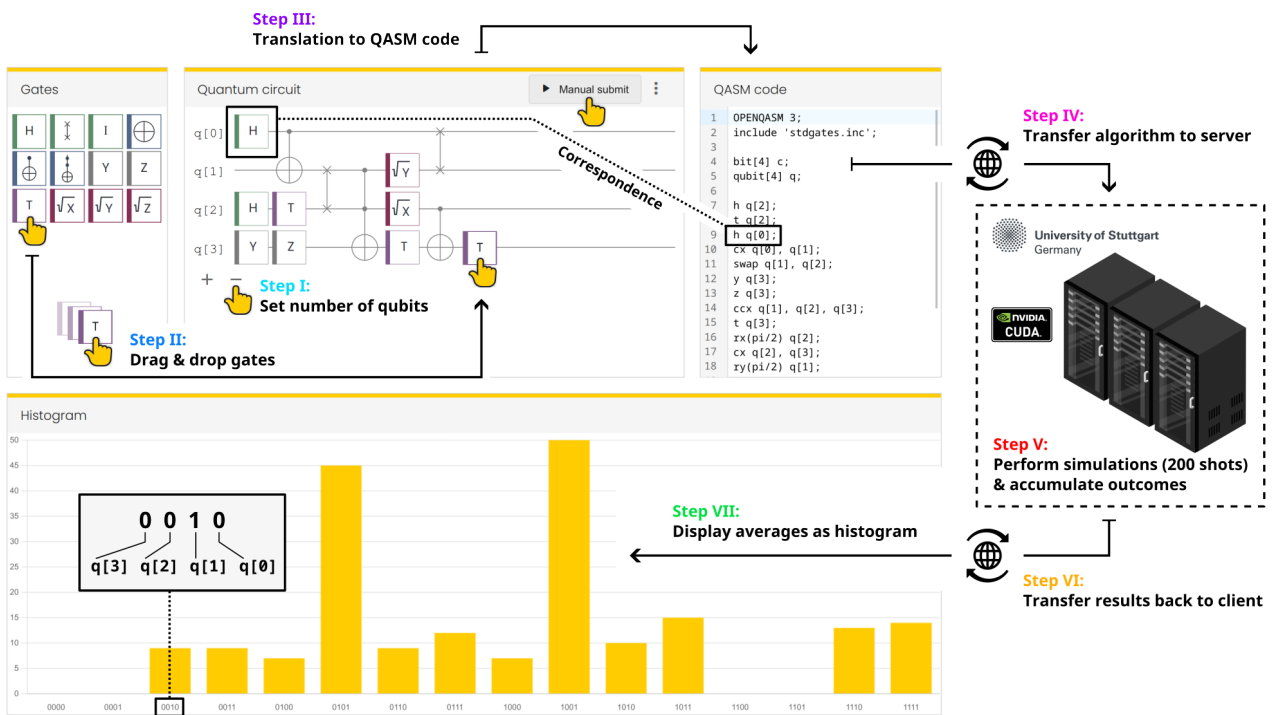 Step III:
Translation to QASM code
Gates
H
I
Y
Z
T
√X
√Y
√Z
Quantum circuit
Manual submit
q[0]
H
q[1]
√Y
q[2]
H
T
√X
q[3]
Y
Z
T
T
+
−
Correspondence
Step I:
Set number of qubits
T
Step II:
Drag & drop gates
QASM code
1 OPENQASM 3;
2 include 'stdgates.inc';
3
4 bit[4] c;
5 qubit[4] q;
6
7 h q[2];
8 t q[2];
9 h q[0];
10 cx q[0], q[1];
11 swap q[1], q[2];
12 y q[3];
13 z q[3];
14 ccx q[1], q[2], q[3];
15 t q[3];
16 rx(pi/2) q[2];
17 cx q[2], q[3];
18 ry(pi/2) q[1];
Step IV:
Transfer algorithm to server
University of Stuttgart
Germany
NVIDIA.
CUDA.
Step V:
Perform simulations (200 shots)
& accumulate outcomes
Step VI:
Transfer results back to client
Step VII:
Display averages as histogram
Histogram
50
45
40
35
30
25
20
15
10
5
0
0 0 1 0
q[3] q[2] q[1] q[0]
0000 0001 0010 0011 0100 0101 0110 0111 1000 1001 1010 1011 1100 1101 1110 1111